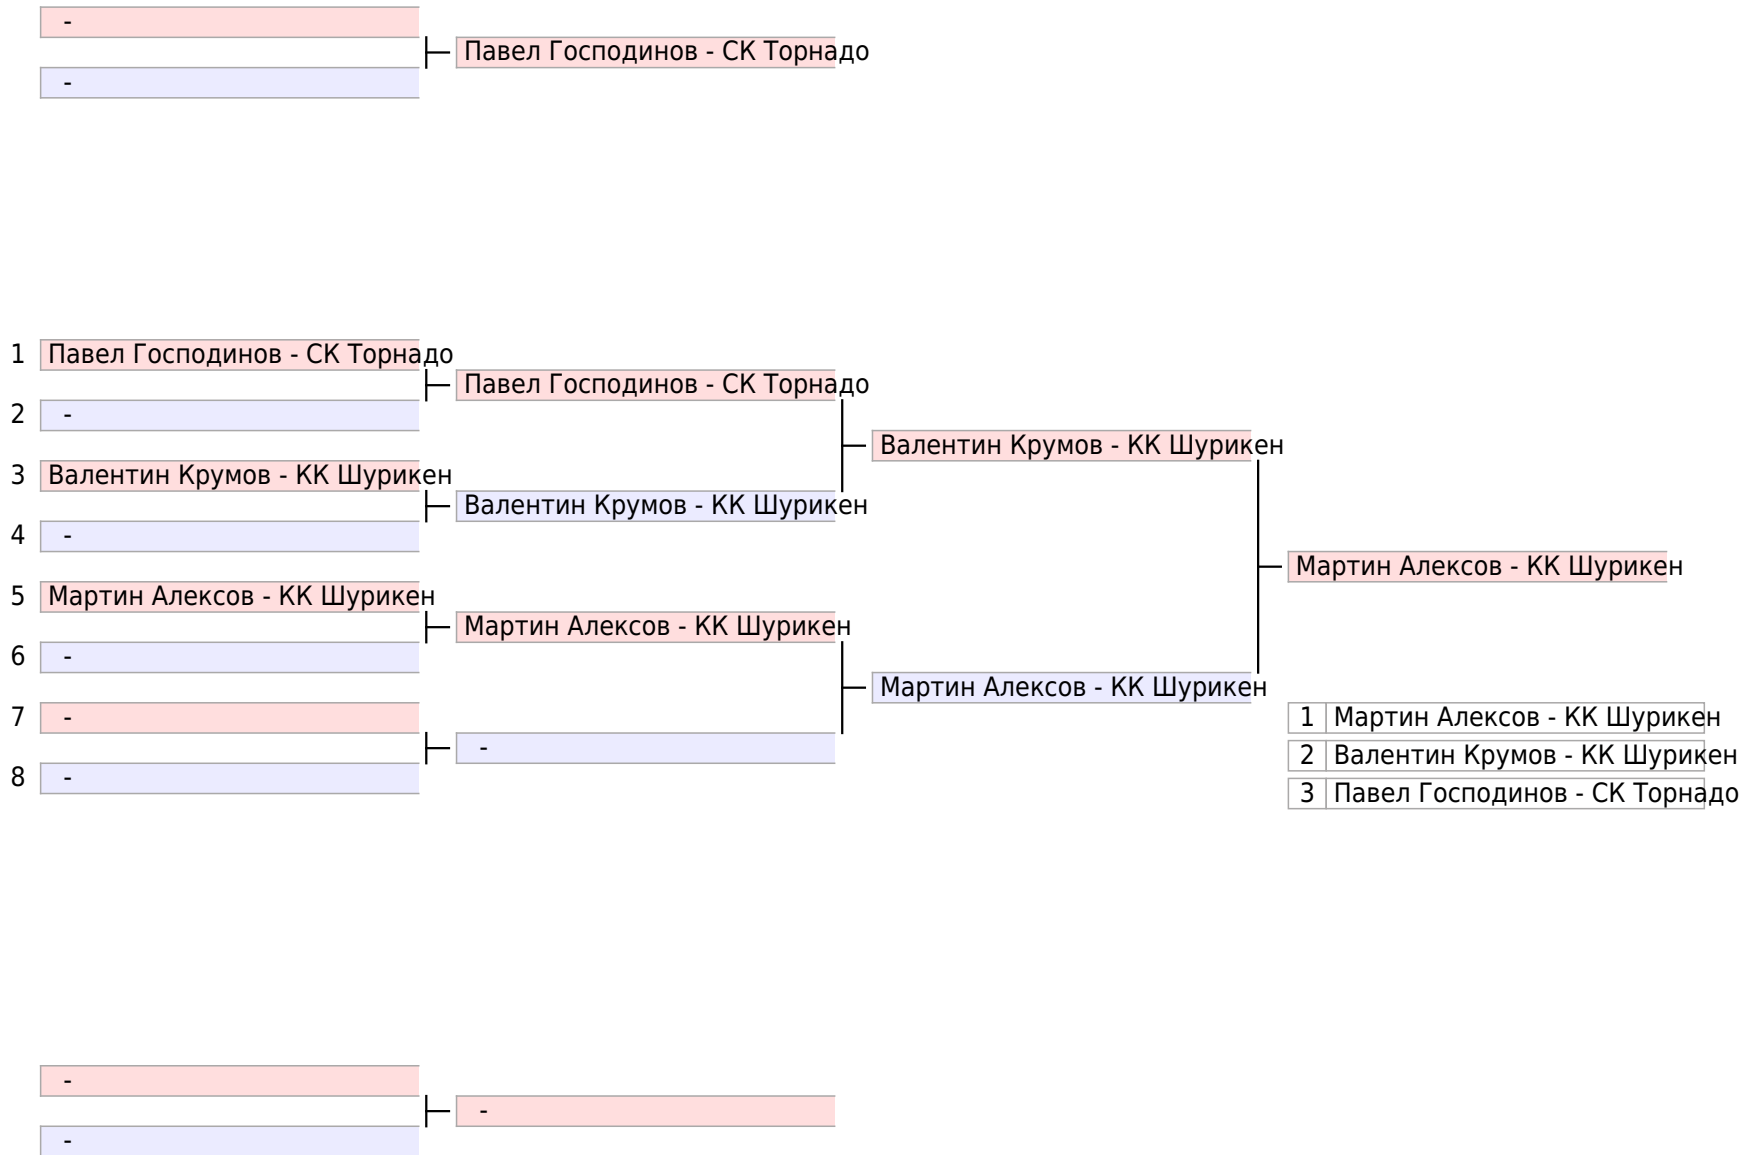 -
Павел Господинов - СК Торнадо
-
1 Павел Господинов - СК Торнадо
Павел Господинов - СК Торнадо
2 -
Валентин Крумов - КК Шурикен
3 Валентин Крумов - КК Шурикен
Валентин Крумов - КК Шурикен
4 -
Мартин Алексов - КК Шурикен
5 Мартин Алексов - КК Шурикен
Мартин Алексов - КК Шурикен
6 -
Мартин Алексов - КК Шурикен
7 -
-
8 -
1 Мартин Алексов - КК Шурикен
2 Валентин Крумов - КК Шурикен
3 Павел Господинов - СК Торнадо
-
-
-